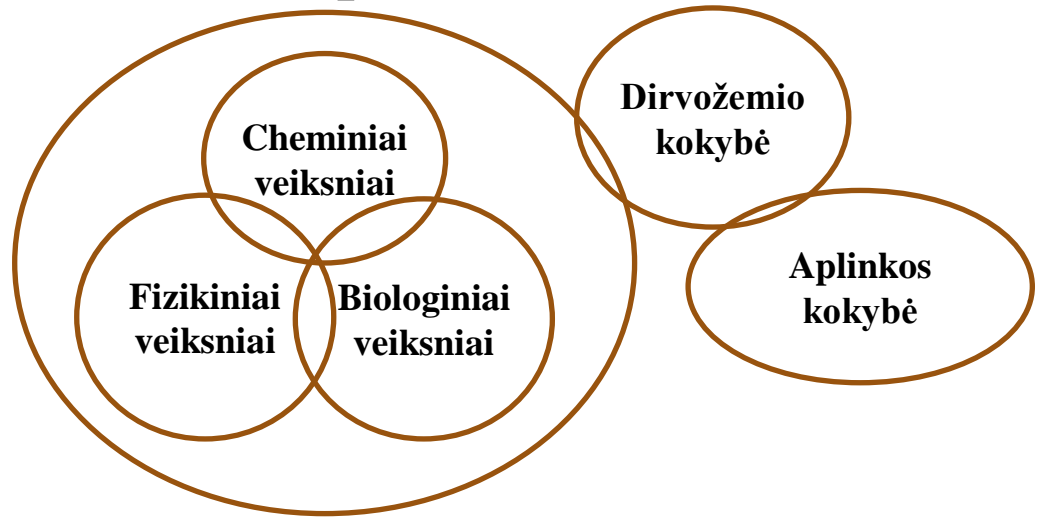 Cheminiai
veiksniai
Fizikiniai
veiksniai
Biologiniai
veiksniai
Dirvožemio
kokybė
Aplinkos
kokybė